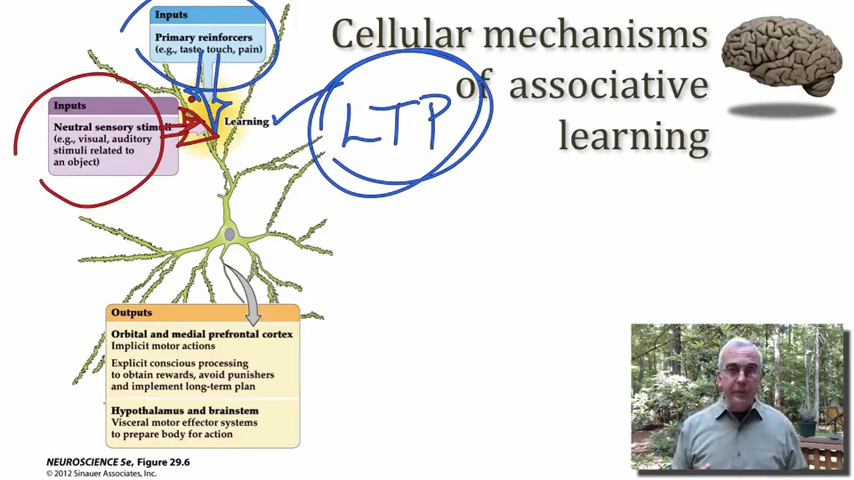 Inputs
Primary reinforcers
(e.g., taste, touch, pain)
Cellular mechanisms
of associative
learning
Inputs
Neutral sensory stimuli
(e.g., visual, auditory
stimuli related to
an object)
Learning
LTP
Outputs
Orbital and medial prefrontal cortex
Implicit motor actions
Explicit conscious processing
to obtain rewards, avoid punishers
and implement long-term plan
Hypothalamus and brainstem
Visceral motor effector systems
to prepare body for action
NEUROSCIENCE 5e, Figure 29.6
© 2012 Sinauer Associates, Inc.